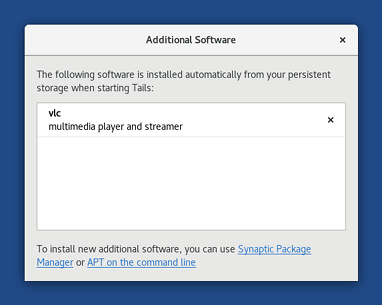 Additional Software
The following software is installed automatically from your persistent
storage when starting Tails:
vlc
multimedia player and streamer
To install new additional software, you can use Synaptic Package
Manager or APT on the command line